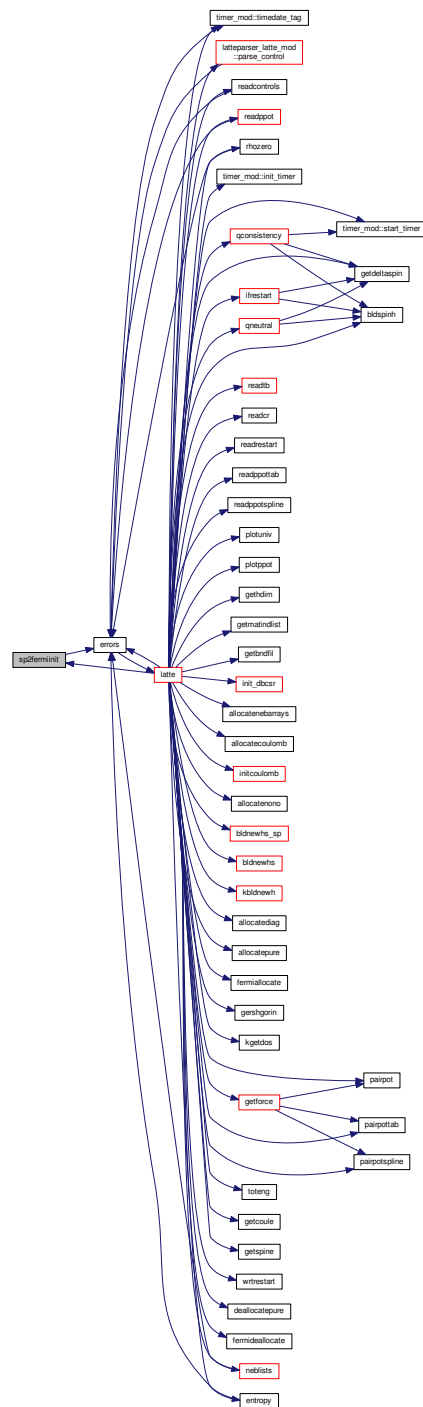 timer_mod::timedate_tag
latteparser_latte_mod
::parse_control
readcontrols
readppot
rhozero
timer_mod::init_timer
timer_mod::start_timer
qconsistency
getdeltaspin
ifrestart
bldspinh
qneutral
readtb
readcr
readrestart
readppottab
readppotspline
plotuniv
plotppot
gethdim
getmatindlist
errors
getbndfil
sp2fermiinit
latte
init_dbcsr
allocatenebarrays
allocatecoulomb
initcoulomb
allocatenono
bldnewhs_sp
bldnewhs
kbldnewh
allocatediag
allocatepure
fermiallocate
gershgorin
kgetdos
pairpot
getforce
pairpottab
pairpotspline
toteng
getcoule
getspine
wrtrestart
deallocatepure
fermideallocate
neblists
entropy